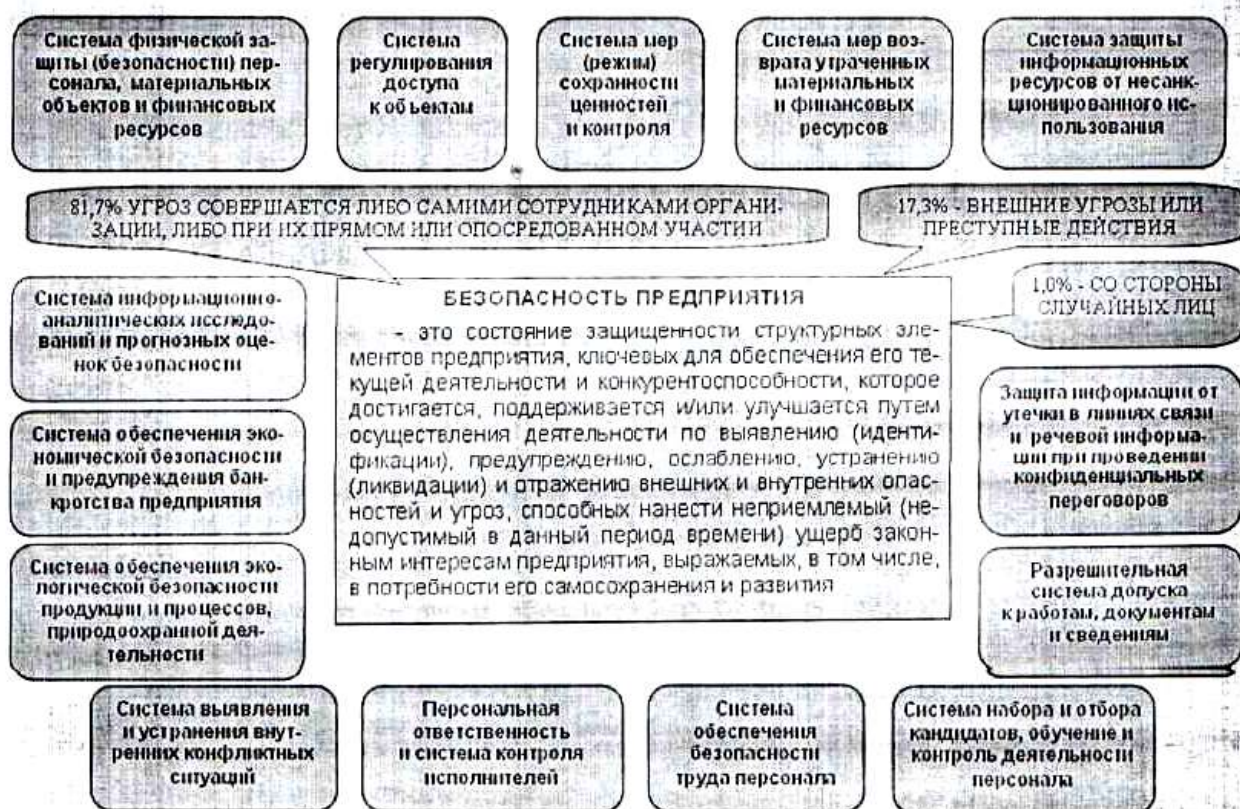 Система физической за-
щиты (безопасности) пер-
сонала, материальных
объектов и финансовых
ресурсов
Система
регулирования
доступа
к объектам
Система мер
(режим)
сохранности
ценностей
и контроля
Система мер воз-
врата утраченных
материальных
и финансовых
ресурсов
Система защиты
информационных
ресурсов от несанк-
ционированного ис-
пользования
81,7% УГРОЗ СОВЕРШАЕТСЯ ЛИБО САМИМИ СОТРУДНИКАМИ ОРГАНИ-
ЗАЦИИ, ЛИБО ПРИ ИХ ПРЯМОМ ИЛИ ОПОСРЕДОВАННОМ УЧАСТИИ
17,3% - ВНЕШНИЕ УГРОЗЫ ИЛИ
ПРЕСТУПНЫЕ ДЕЙСТВИЯ
1,0% - СО СТОРОНЫ
СЛУЧАЙНЫХ ЛИЦ
Система информационно-
аналитических исследо-
ваний и прогнозных оце-
нок безопасности
Система обеспечения эко-
номической безопасности
и предупреждения бан-
кротства предприятия
Система обеспечения эко-
логической безопасности
продукции и процессов,
природоохранной дея-
тельности
БЕЗОПАСНОСТЬ ПРЕДПРИЯТИЯ
- это состояние защищенности структурных эле-
ментов предприятия, ключевых для обеспечения его те-
кущей деятельности и конкурентоспособности, которое
достигается, поддерживается и/или улучшается путем
осуществления деятельности по выявлению (иденти-
фикации), предупреждению, ослаблению, устранению
(ликвидации) и отражению внешних и внутренних опас-
ностей и угроз, способных нанести неприемлемый (не-
допустимый в данный период времени) ущерб закон-
ным интересам предприятия, выражаемых, в том числе,
в потребности его самосохранения и развития
Защита информации от
утечки в линиях связи
и речевой информа-
ции при проведении
конфиденциальных
переговоров
Разрешительная
система допуска
к работам, документам
и сведениям
Система выявления
и устранения внут-
ренних конфликтных
ситуаций
Персональная
ответственность
и система контроля
исполнителей
Система
обеспечения
безопасности
труда персонала
Система набора и отбора
кандидатов, обучение и
контроль деятельности
персонала